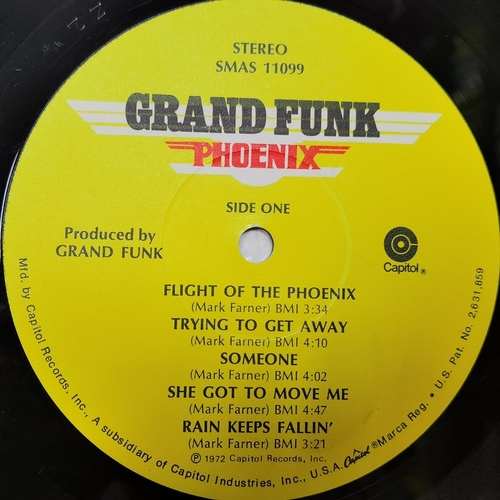 STEREO
SMAS 11099
GRAND FUNK
PHOENIX
SIDE ONE
Produced by
GRAND FUNK
Capitol®
FLIGHT OF THE PHOENIX
(Mark Farner) BMI 3:34
TRYING TO GET AWAY
(Mark Farner) BMI 4:10
SOMEONE
(Mark Farner) BMI 4:02
SHE GOT TO MOVE ME
(Mark Farner) BMI 4:47
RAIN KEEPS FALLIN'
(Mark Farner) BMI 3:21
℗ 1972 Capitol Records, Inc.
Mfd. by Capitol Records, Inc., A subsidiary of Capitol Industries, Inc., U.S.A. Capitol ®Marca Reg. • U.S. Pat. No. 2,631,859